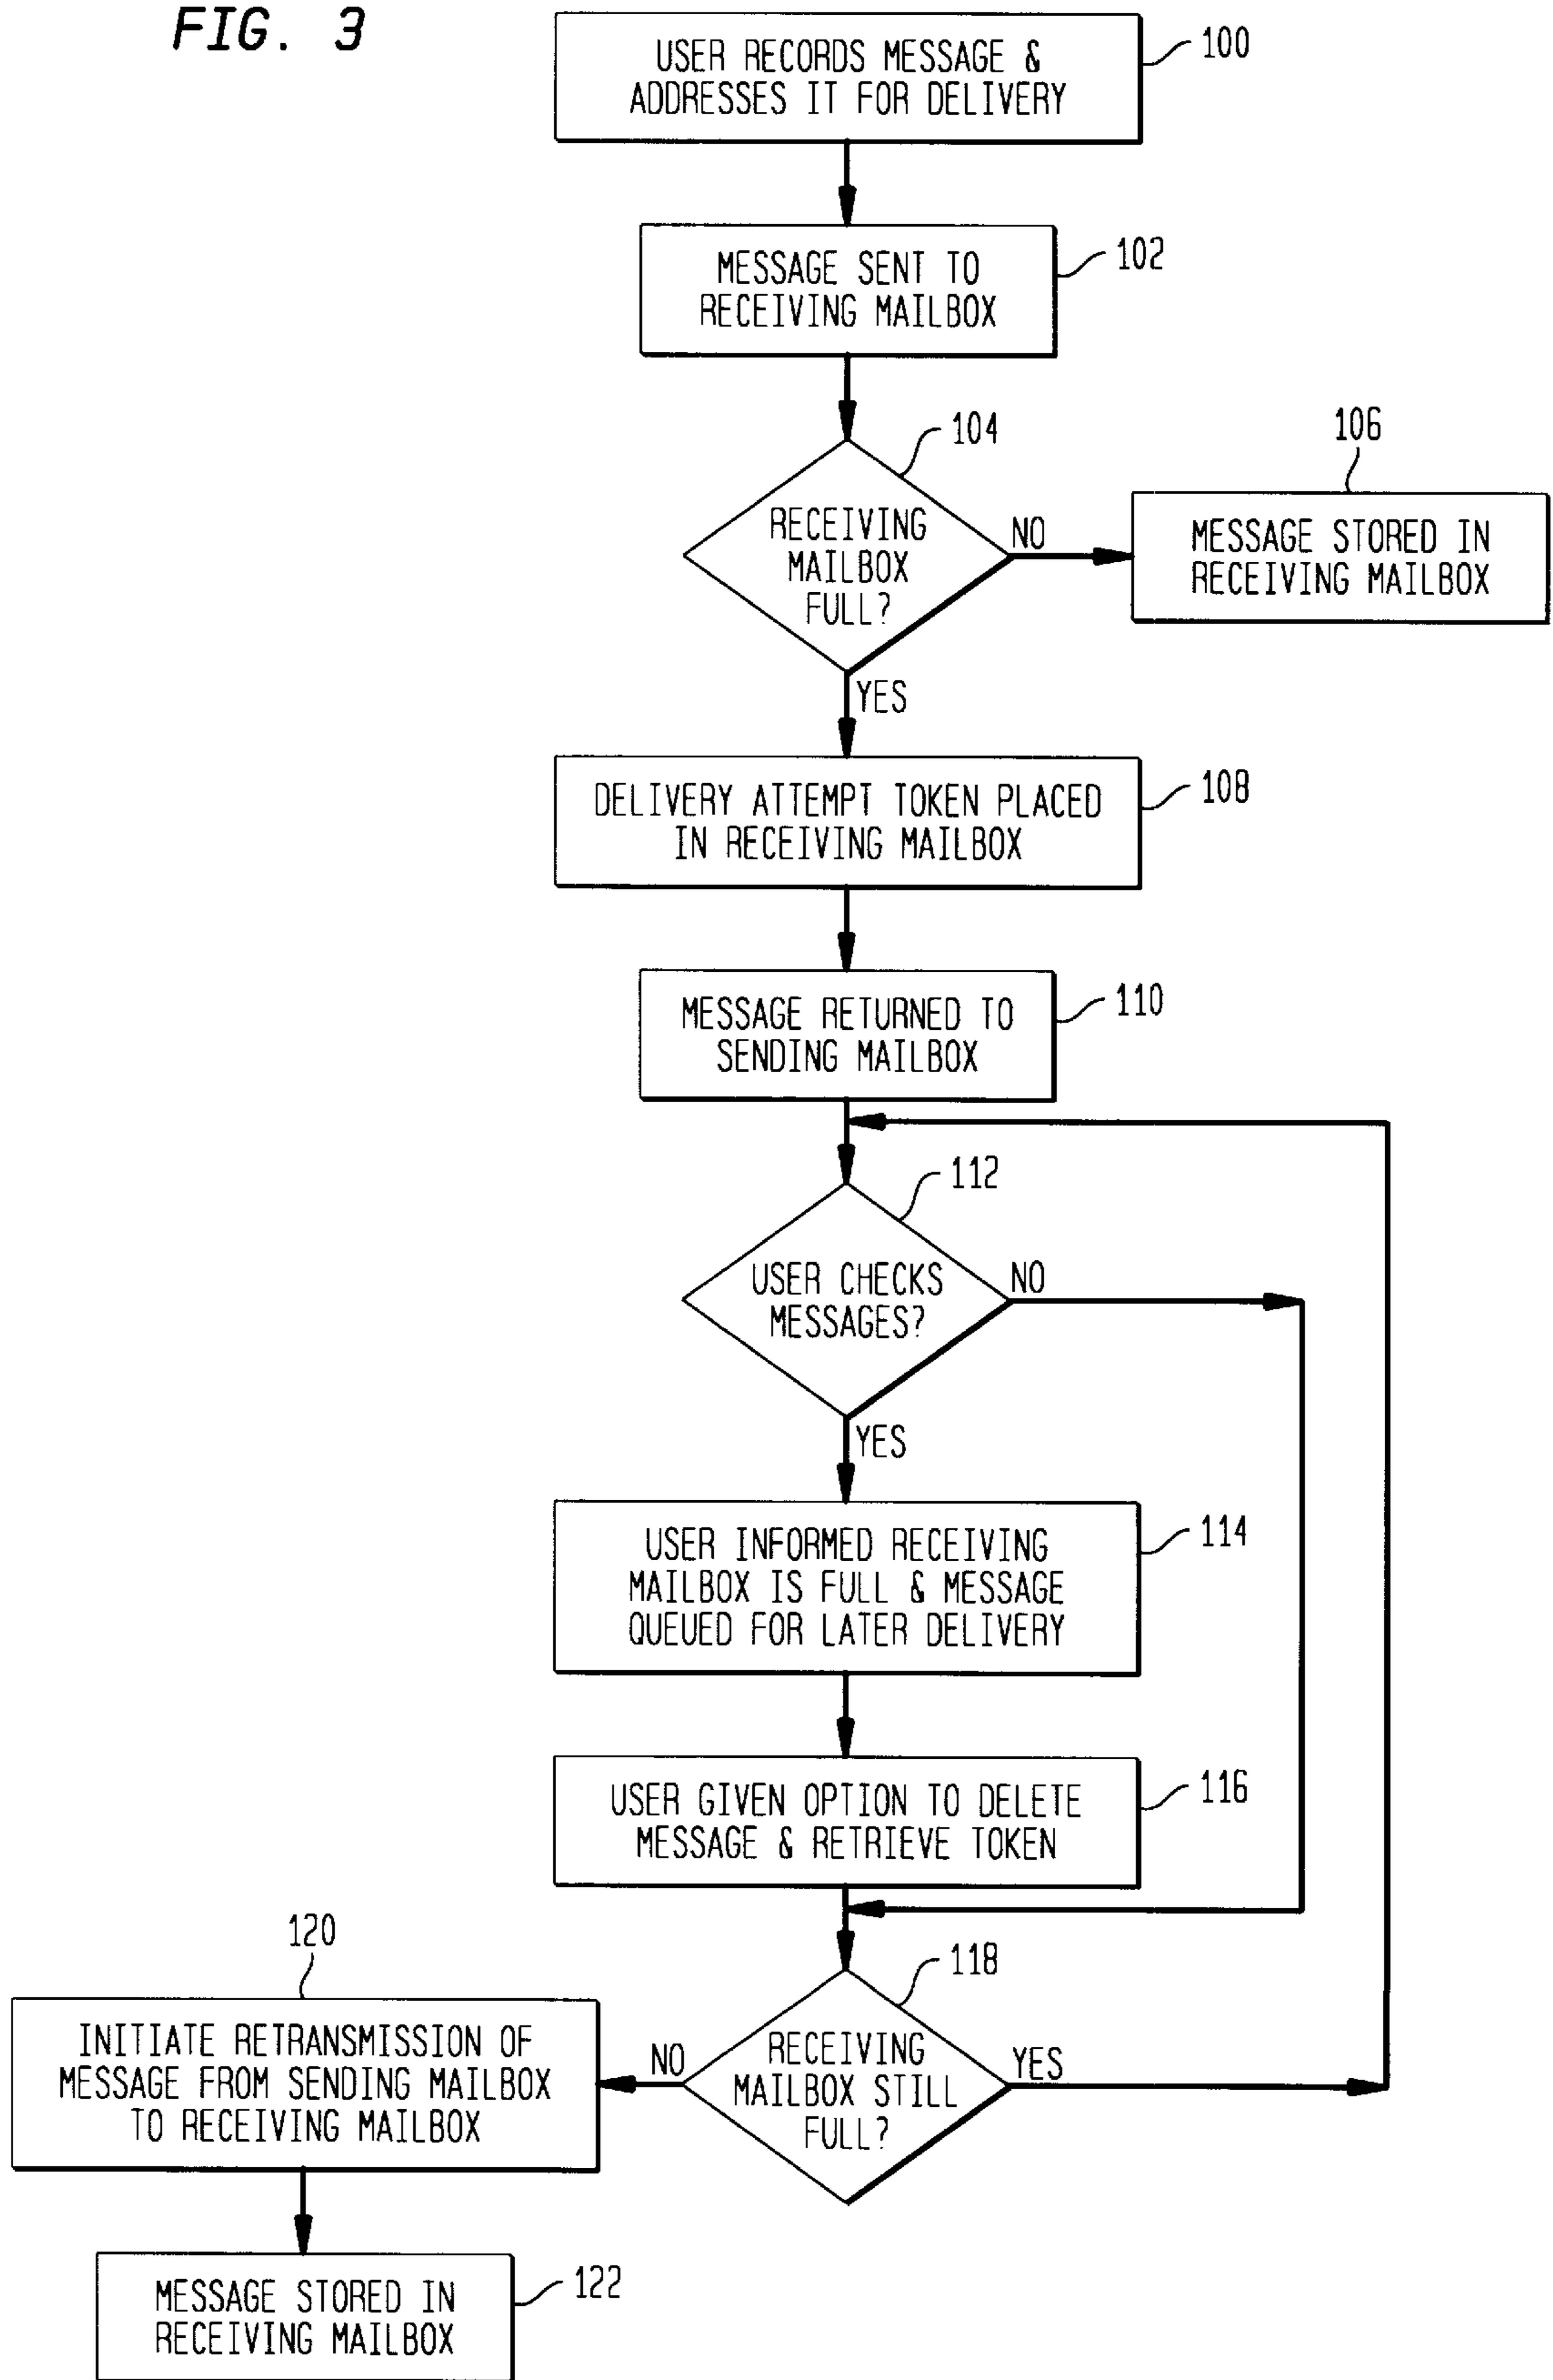 FIG. 3
USER RECORDS MESSAGE &
ADDRESSES IT FOR DELIVERY
100
MESSAGE SENT TO
RECEIVING MAILBOX
102
104
RECEIVING
MAILBOX
FULL?
NO
106
MESSAGE STORED IN
RECEIVING MAILBOX
YES
DELIVERY ATTEMPT TOKEN PLACED
IN RECEIVING MAILBOX
108
MESSAGE RETURNED TO
SENDING MAILBOX
110
112
USER CHECKS
MESSAGES?
NO
YES
USER INFORMED RECEIVING
MAILBOX IS FULL & MESSAGE
QUEUED FOR LATER DELIVERY
114
USER GIVEN OPTION TO DELETE
MESSAGE & RETRIEVE TOKEN
116
118
RECEIVING
MAILBOX STILL
FULL?
YES
NO
120
INITIATE RETRANSMISSION OF
MESSAGE FROM SENDING MAILBOX
TO RECEIVING MAILBOX
MESSAGE STORED IN
RECEIVING MAILBOX
122